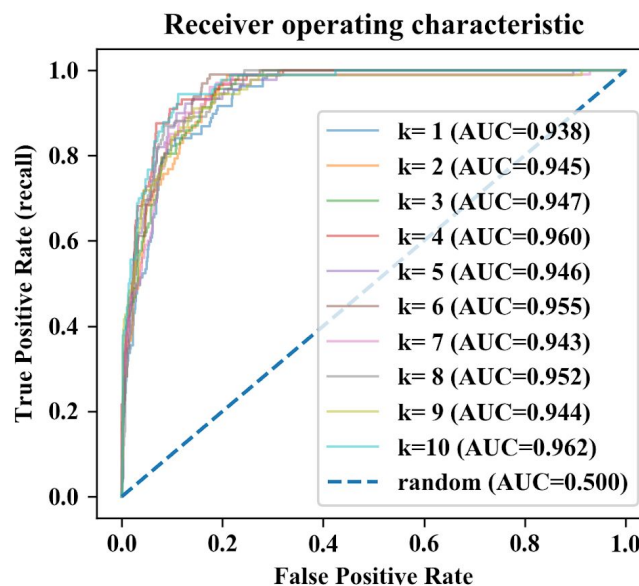 Receiver operating characteristic
True Positive Rate (recall)
1.0
0.8
0.6
0.4
0.2
0.0
k= 1 (AUC=0.938)
k= 2 (AUC=0.945)
k= 3 (AUC=0.947)
k= 4 (AUC=0.960)
k= 5 (AUC=0.946)
k= 6 (AUC=0.955)
k= 7 (AUC=0.943)
k= 8 (AUC=0.952)
k= 9 (AUC=0.944)
k=10 (AUC=0.962)
random (AUC=0.500)
0.0 0.2 0.4 0.6 0.8 1.0
False Positive Rate